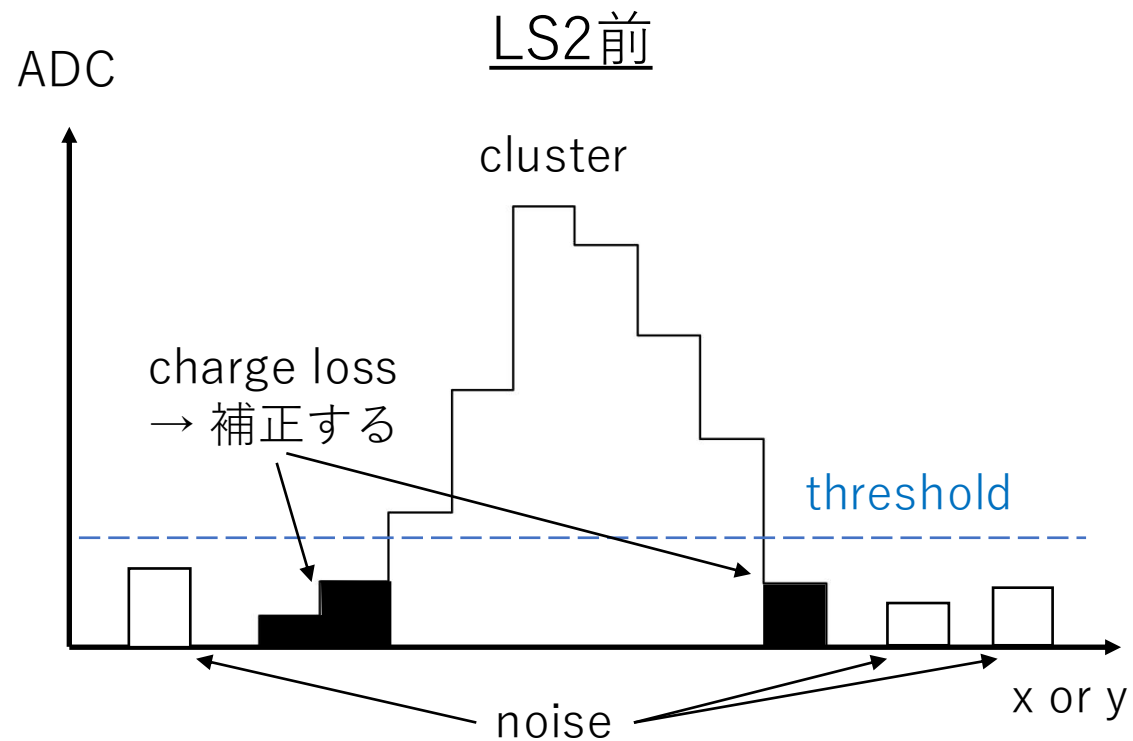 LS2前
ADC
cluster
charge loss
→ 補正する
threshold
x or y
noise